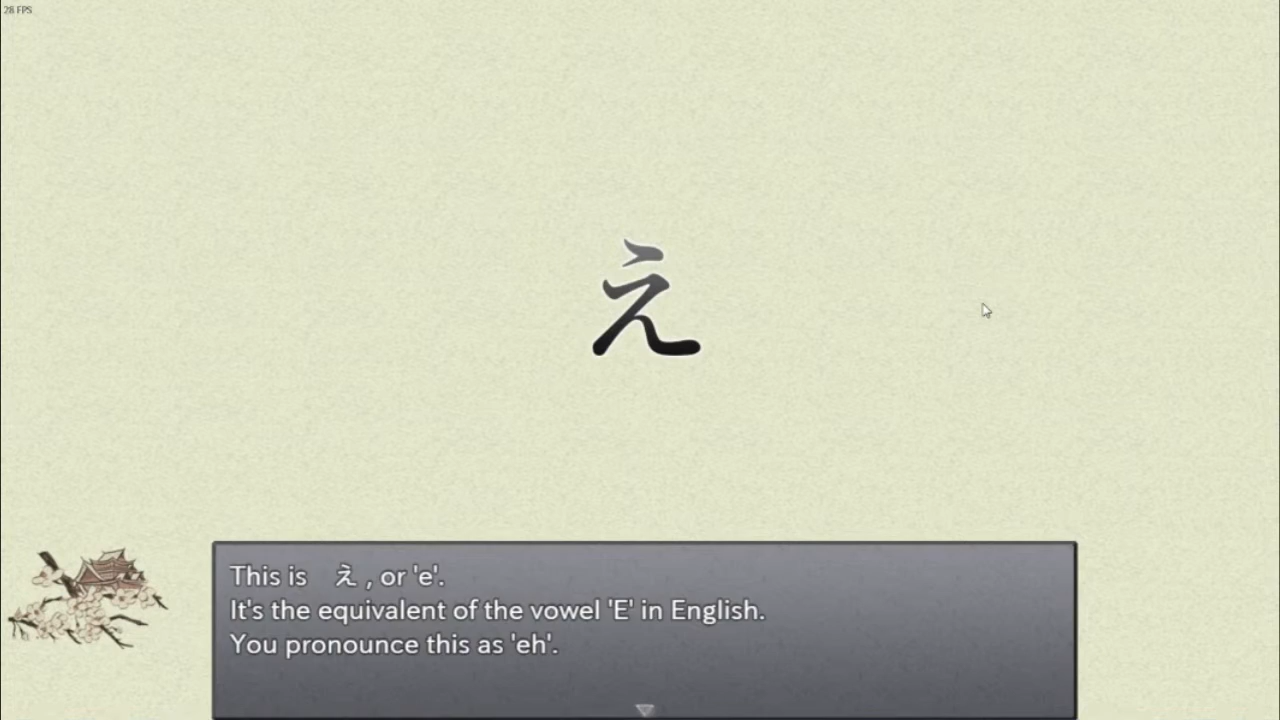 28 FPS
え
This is え, or 'e'.
It's the equivalent of the vowel 'E' in English.
You pronounce this as 'eh'.